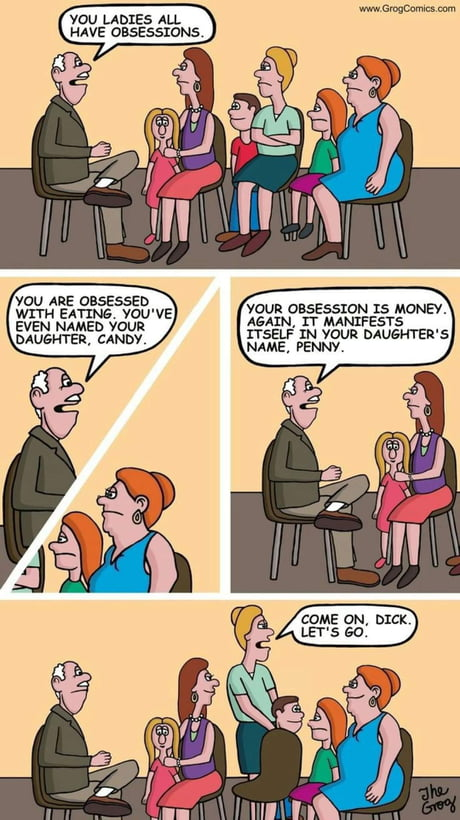 www.GrogComics.com
YOU LADIES ALL
HAVE OBSESSIONS.
YOU ARE OBSESSED
WITH EATING. YOU'VE
EVEN NAMED YOUR
DAUGHTER, CANDY.
YOUR OBSESSION IS MONEY.
AGAIN, IT MANIFESTS
ITSELF IN YOUR DAUGHTER'S
NAME, PENNY.
COME ON, DICK.
LET'S GO.
The
Grog